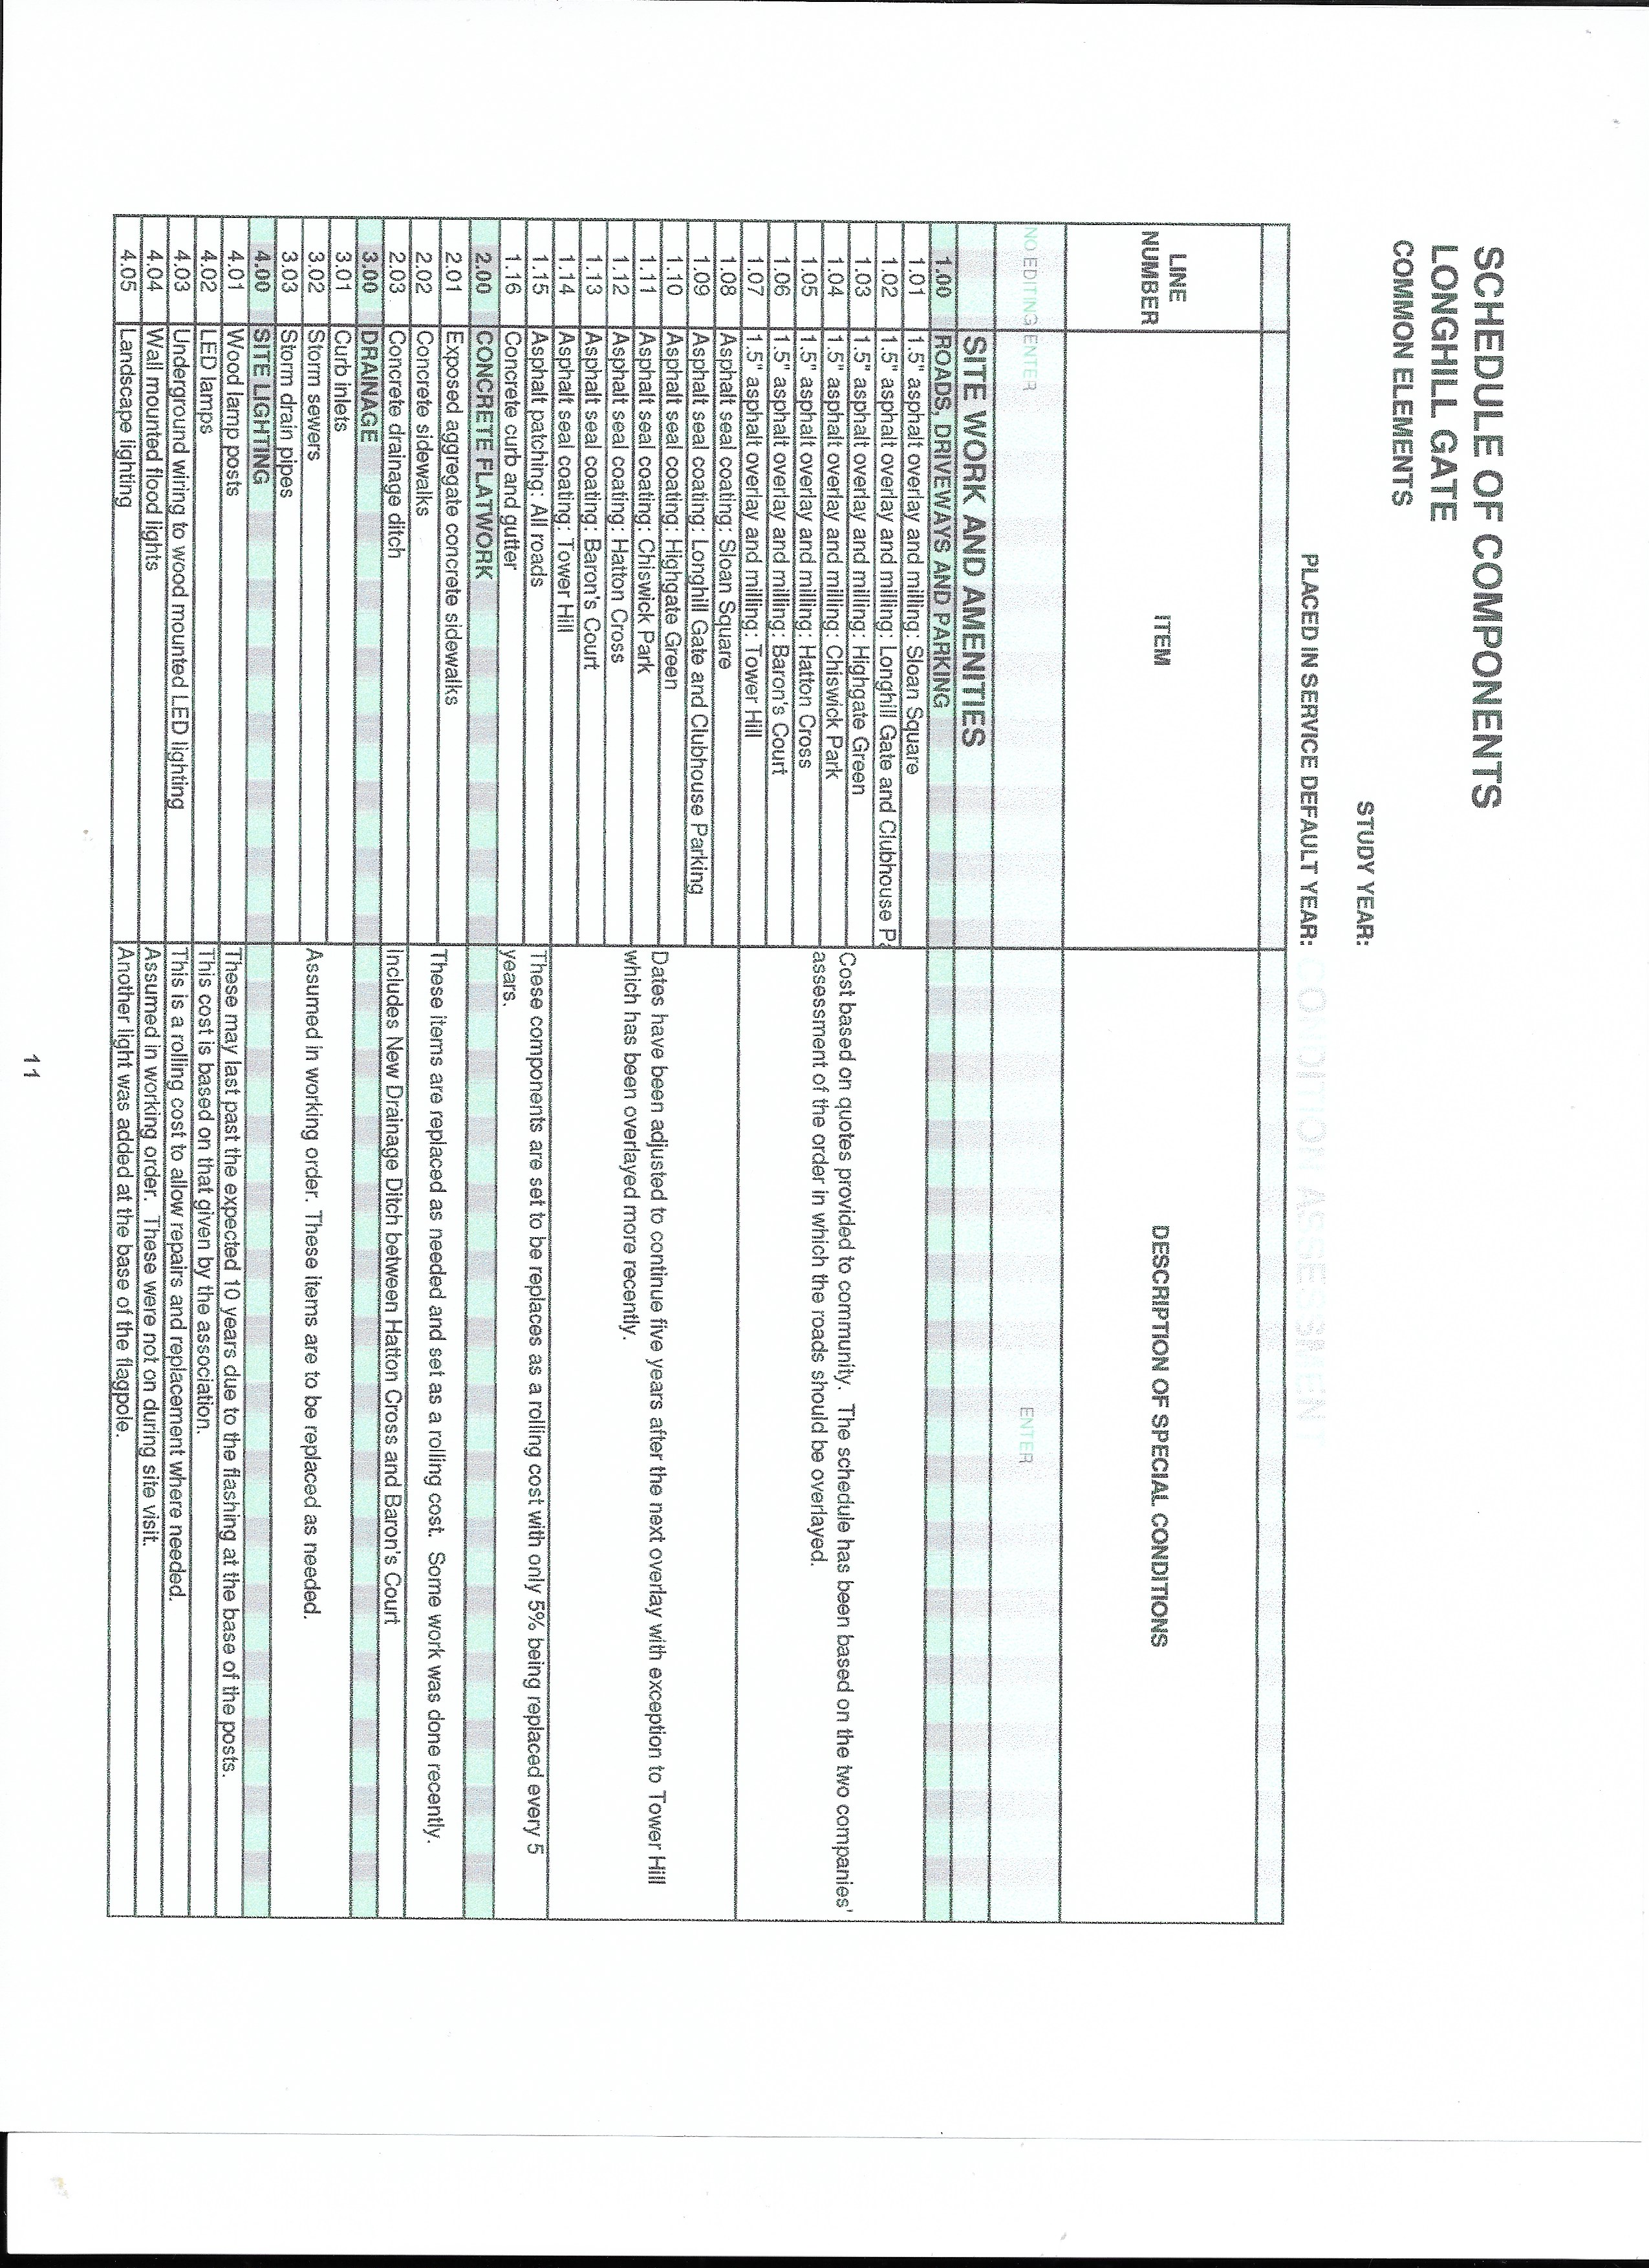 SCHEDULE OF COMPONENTS
LONGHILL GATE
COMMON ELEMENTS
STUDY YEAR:
PLACED IN SERVICE DEFAULT YEAR:
LINE NUMBER ITEM DESCRIPTION OF SPECIAL CONDITIONS
NO EDITING ENTER ENTER
SITE WORK AND AMENITIES
1.00 ROADS, DRIVEWAYS AND PARKING
1.01 1.5" asphalt overlay and milling: Sloan Square
1.02 1.5" asphalt overlay and milling: Longhill Gate and Clubhouse Pa
1.03 1.5" asphalt overlay and milling: Highgate Green
1.04 1.5" asphalt overlay and milling: Chiswick Park
1.05 1.5" asphalt overlay and milling: Hatton Cross
1.06 1.5" asphalt overlay and milling: Baron's Court
1.07 1.5" asphalt overlay and milling: Tower Hill
Cost based on quotes provided to community. The schedule has been based on the two companies'
assessment of the order in which the roads should be overlayed.
1.08 Asphalt seal coating: Sloan Square
1.09 Asphalt seal coating: Longhill Gate and Clubhouse Parking
1.10 Asphalt seal coating: Highgate Green
1.11 Asphalt seal coating: Chiswick Park
1.12 Asphalt seal coating: Hatton Cross
1.13 Asphalt seal coating: Baron's Court
1.14 Asphalt seal coating: Tower Hill
Dates have been adjusted to continue five years after the next overlay with exception to Tower Hill
which has been overlayed more recently.
1.15 Asphalt patching: All roads
1.16 Concrete curb and gutter
These components are set to be replaces as a rolling cost with only 5% being replaced every 5
years.
2.00 CONCRETE FLATWORK
2.01 Exposed aggregate concrete sidewalks
2.02 Concrete sidewalks
These items are replaced as needed and set as a rolling cost. Some work was done recently.
2.03 Concrete drainage ditch Includes New Drainage Ditch between Hatton Cross and Baron's Court
3.00 DRAINAGE
3.01 Curb inlets
3.02 Storm sewers
3.03 Storm drain pipes
Assumed in working order. These items are to be replaced as needed.
4.00 SITE LIGHTING
4.01 Wood lamp posts These may last past the expected 10 years due to the flashing at the base of the posts.
4.02 LED lamps This cost is based on that given by the association.
4.03 Underground wiring to wood mounted LED lighting This is a rolling cost to allow repairs and replacement where needed.
4.04 Wall mounted flood lights Assumed in working order. These were not on during site visit.
4.05 Landscape lighting Another light was added at the base of the flagpole.
11